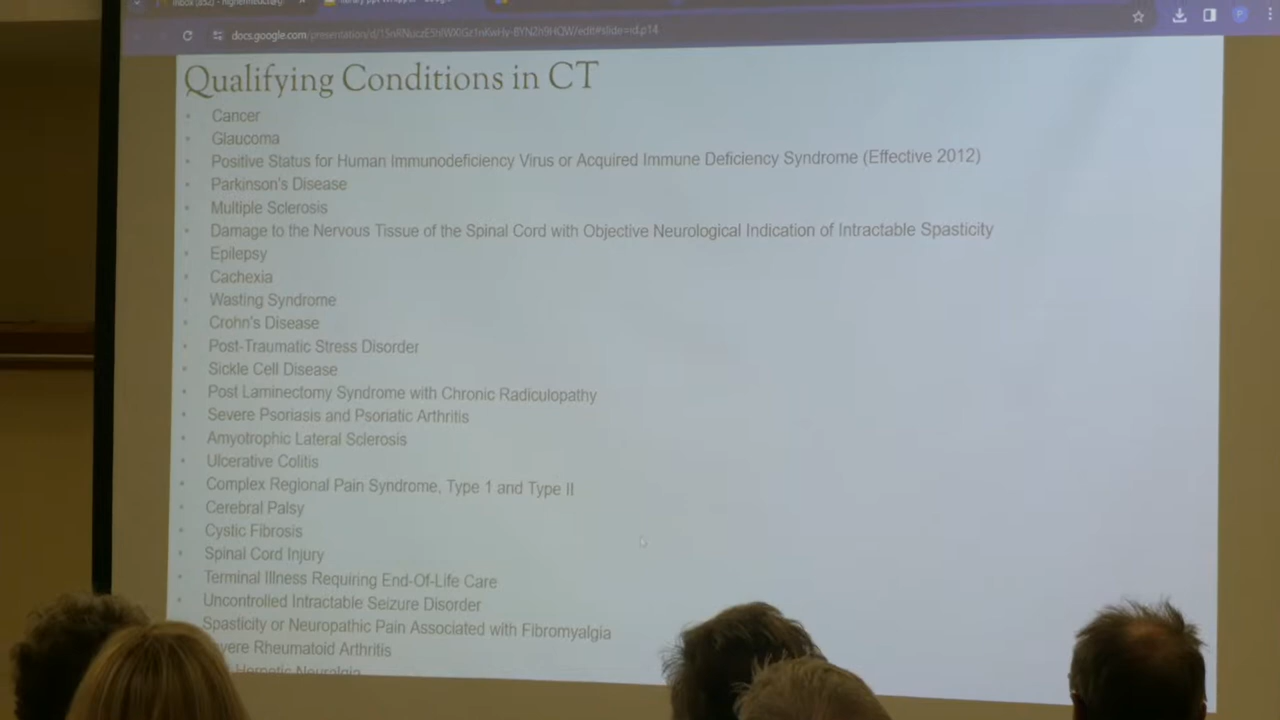 docs.google.com
Qualifying Conditions in CT
• Cancer
• Glaucoma
• Positive Status for Human Immunodeficiency Virus or Acquired Immune Deficiency Syndrome (Effective 2012)
• Parkinson's Disease
• Multiple Sclerosis
• Damage to the Nervous Tissue of the Spinal Cord with Objective Neurological Indication of Intractable Spasticity
• Epilepsy
• Cachexia
• Wasting Syndrome
• Crohn's Disease
• Post-Traumatic Stress Disorder
• Sickle Cell Disease
• Post Laminectomy Syndrome with Chronic Radiculopathy
• Severe Psoriasis and Psoriatic Arthritis
• Amyotrophic Lateral Sclerosis
• Ulcerative Colitis
• Complex Regional Pain Syndrome, Type 1 and Type II
• Cerebral Palsy
• Cystic Fibrosis
• Spinal Cord Injury
• Terminal Illness Requiring End-Of-Life Care
• Uncontrolled Intractable Seizure Disorder
Spasticity or Neuropathic Pain Associated with Fibromyalgia
vere Rheumatoid Arthritis